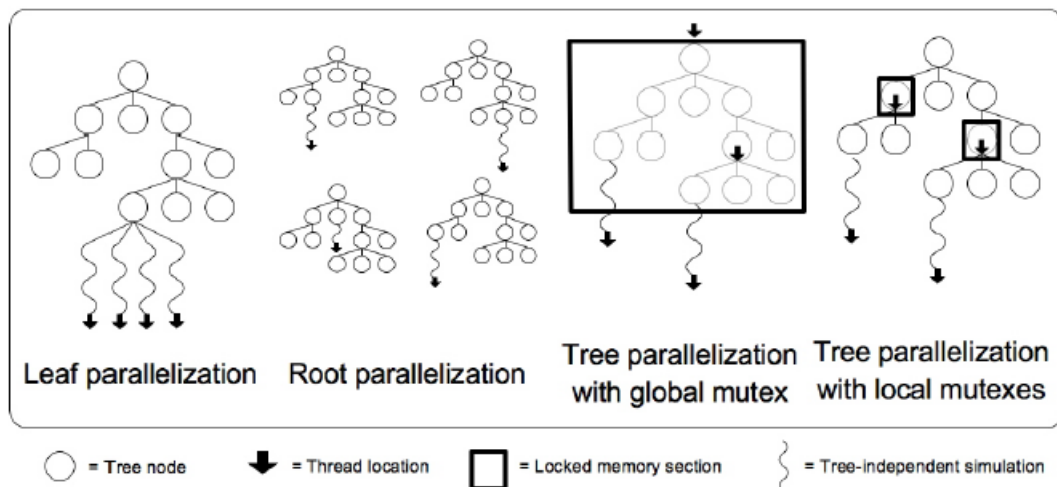 Leaf parallelization
Root parallelization
Tree parallelization
with global mutex
Tree parallelization
with local mutexes
= Tree node
= Thread location
= Locked memory section
= Tree-independent simulation